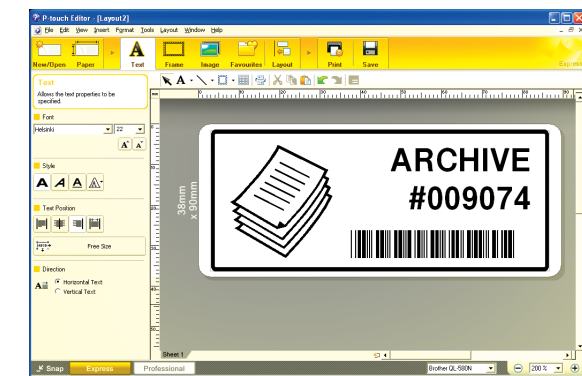 P-touch Editor - [Layout2]
File Edit View Insert Format Tools Layout Window Help
New/Open Paper Text Frame Image Favourites Layout Print Save
Express
Text
Allows the text properties to be
specified.
Font
Helsinki 22
Style
A A A A
Text Position
Free Size
Direction
Horizontal Text
Vertical Text
38mm
x 90mm
ARCHIVE
#009074
Sheet 1
Snap Express Professional
Brother QL-580N 200 %